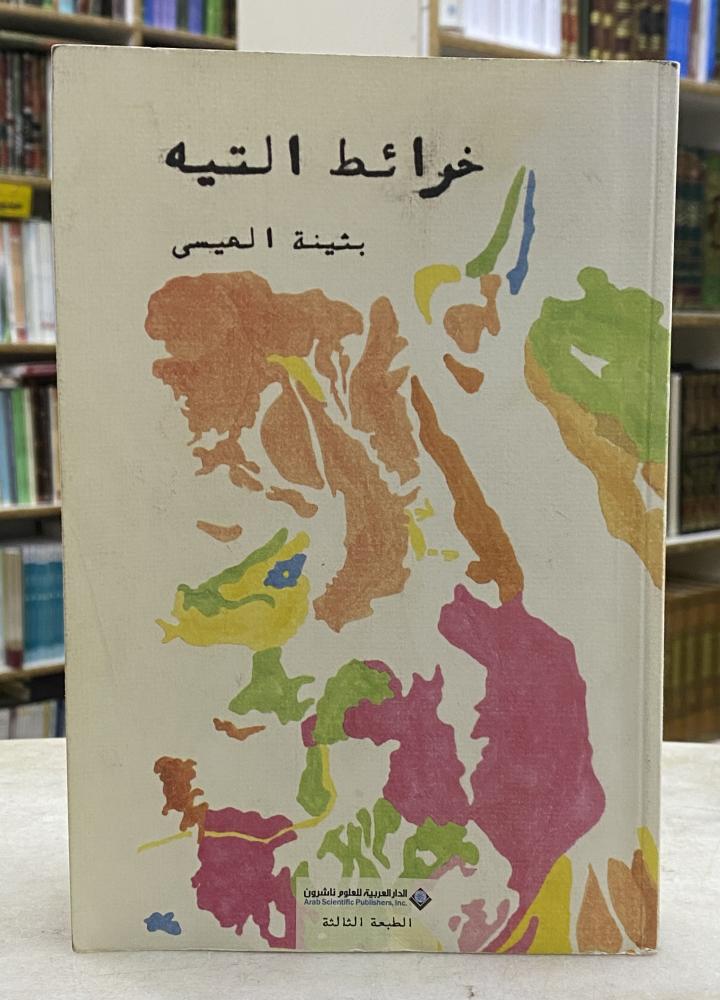 خرائط التيه
بثينة العيسى
الدار العربية للعلوم ناشرون
Arab Scientific Publishers, Inc.
الطبعة الثالثة